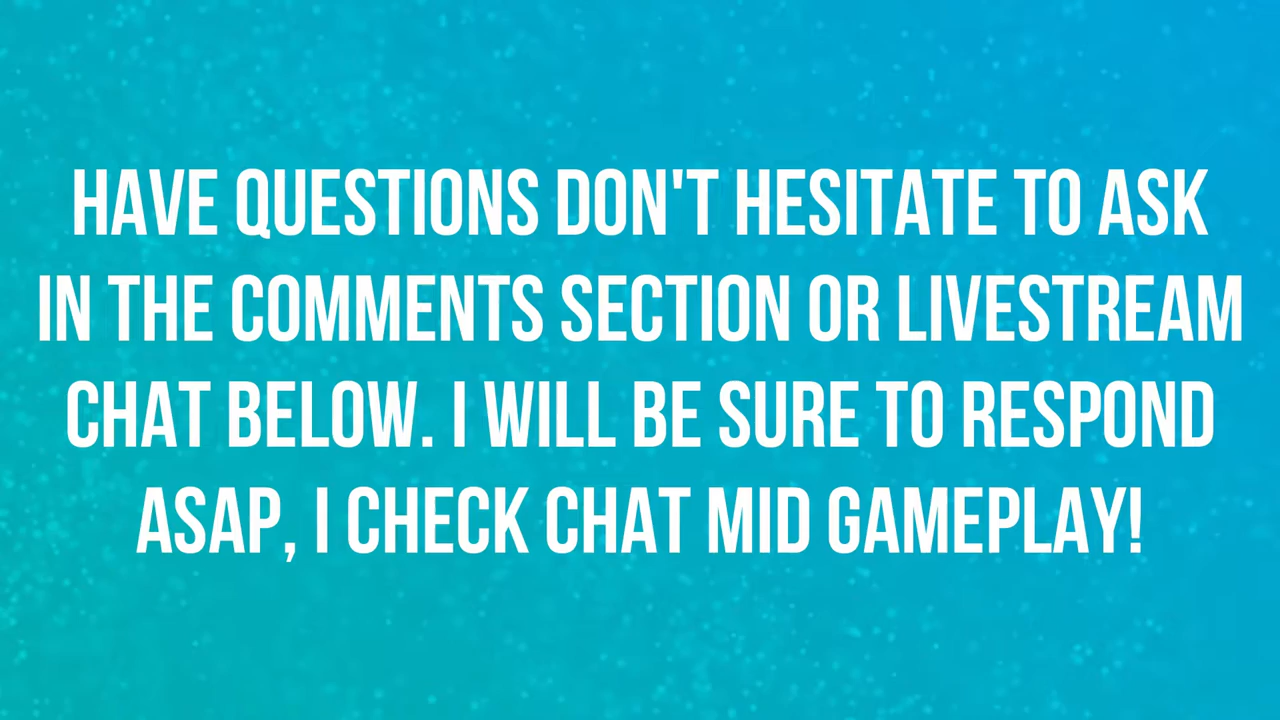 HAVE QUESTIONS DON'T HESITATE TO ASK
IN THE COMMENTS SECTION OR LIVESTREAM
CHAT BELOW. I WILL BE SURE TO RESPOND
ASAP, I CHECK CHAT MID GAMEPLAY!